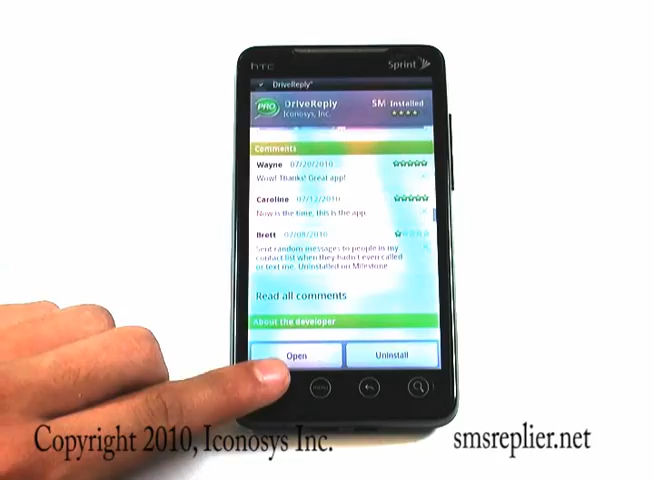 htc
Sprint
DriveReply
PRO
DriveReply SM Installed
Iconosys, Inc.
Comments
Wayne 07/20/2010
Wow! Thanks! Great app!
Caroline 07/12/2010
Now is the time, this is the app.
Brett 07/08/2010
Sent random messages to people in my
contact list when they hadn't even called
or text me. Uninstalled on Milestone
Read all comments
About the developer
Open Uninstall
menu
Copyright 2010, Iconosys Inc. smsreplier.net